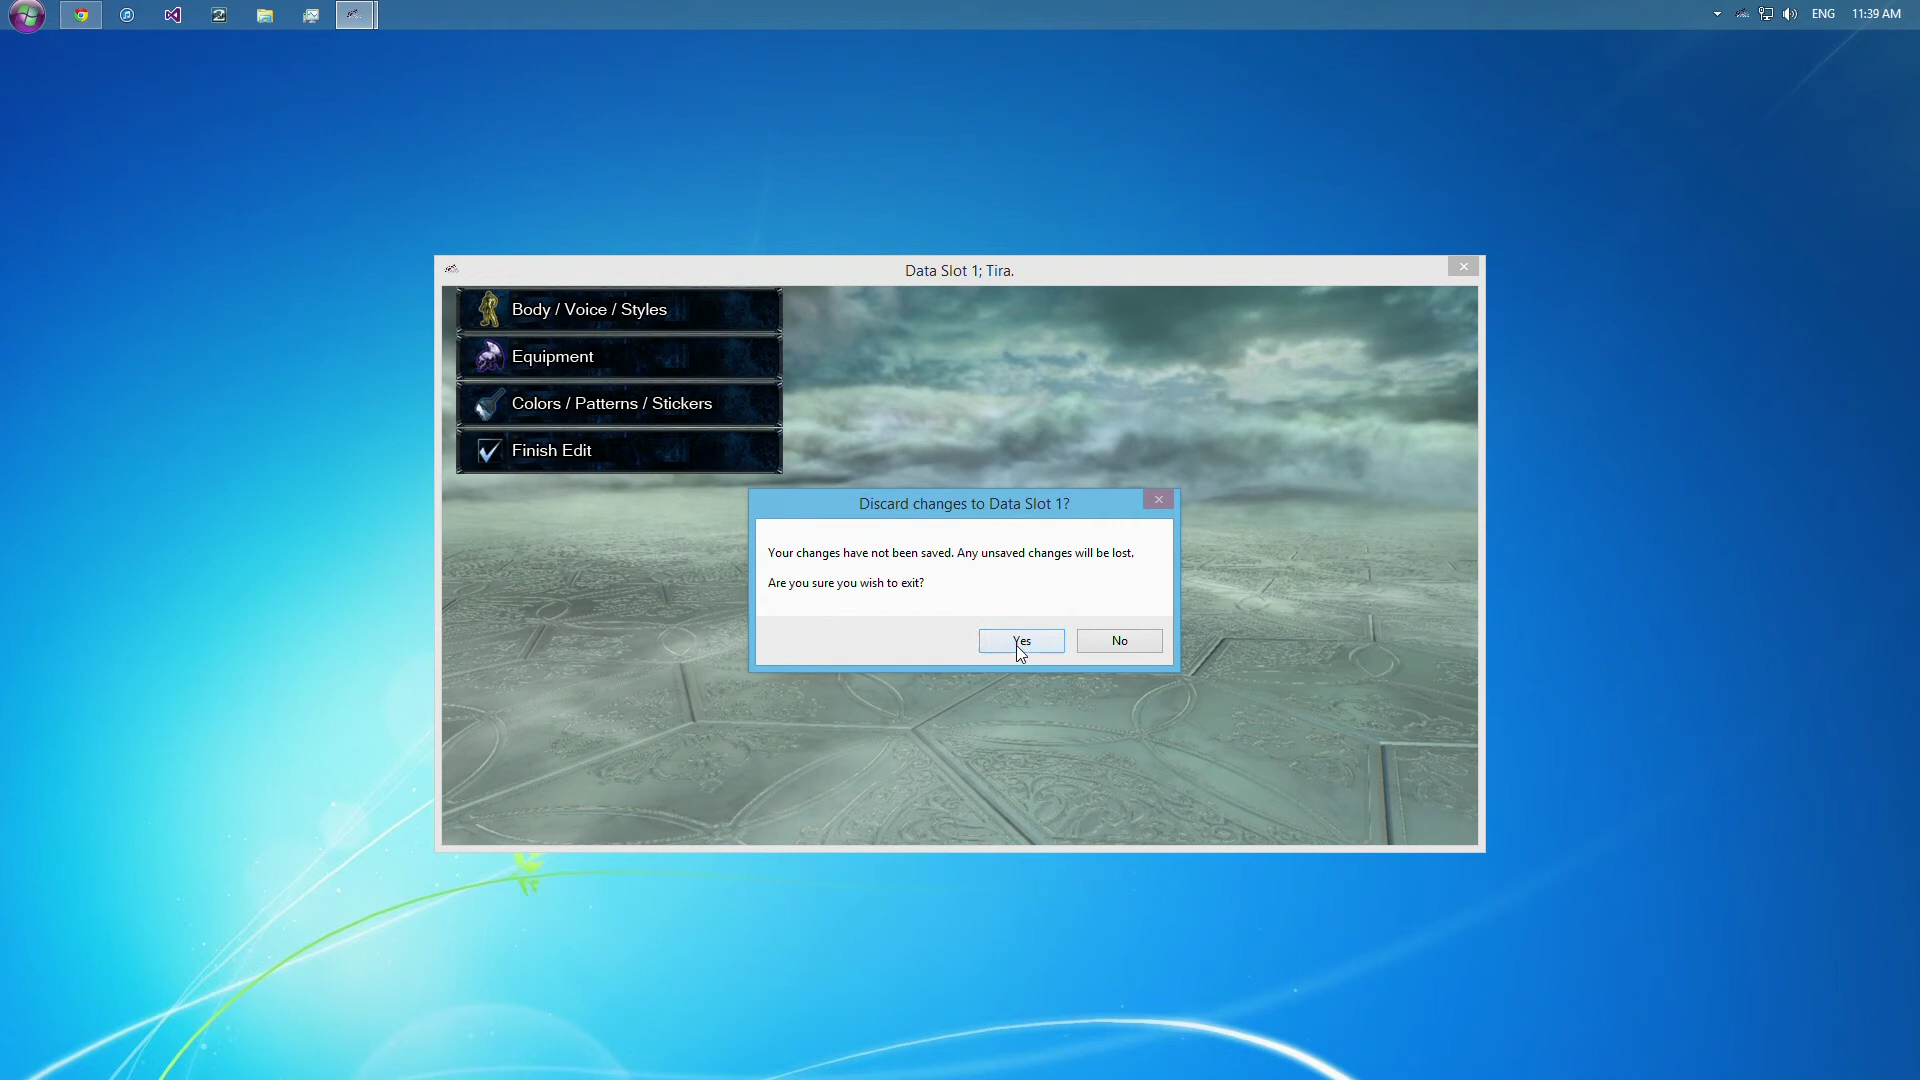 ENG
11:39 AM
Data Slot 1; Tira.
Body / Voice / Styles
Equipment
Colors / Patterns / Stickers
Finish Edit
Discard changes to Data Slot 1?
Your changes have not been saved. Any unsaved changes will be lost.
Are you sure you wish to exit?
Yes
No